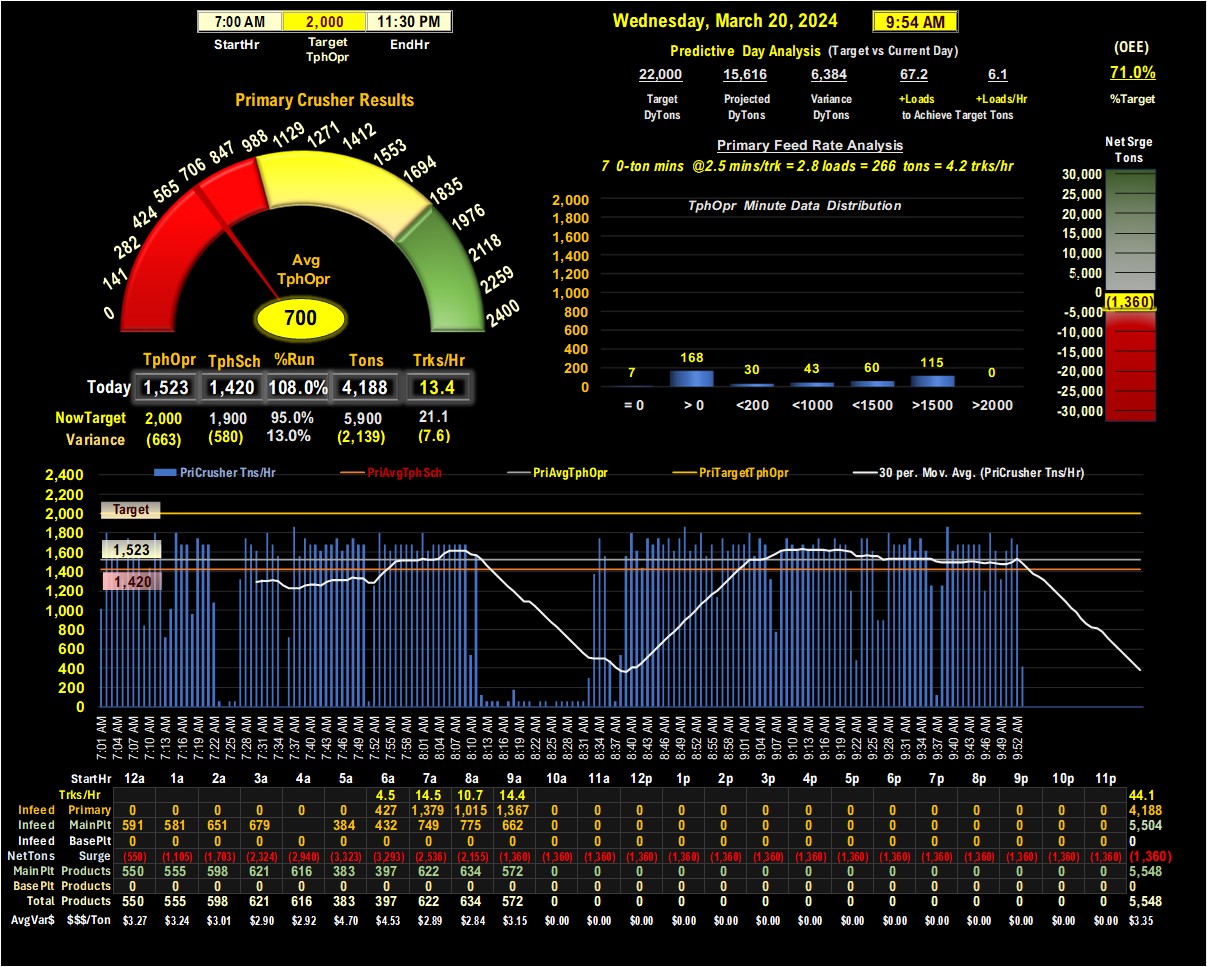 7:00 AM 2,000 11:30 PM
StartHr Target TphOpr EndHr
Wednesday, March 20, 2024 9:54 AM
Predictive Day Analysis (Target vs Current Day)
22,000 15,616 6,384 67.2 6.1
Target DyTons Projected DyTons Variance DyTons +Loads +Loads/Hr
to Achieve Target Tons
(OEE)
71.0%
%Target
Primary Crusher Results
0 141 282 424 565 706 847 988 1129 1271 1412 1553 1694 1835 1976 2118 2259 2400
Avg
TphOpr
700
TphOpr TphSch %Run Tons Trks/Hr
Today 1,523 1,420 108.0% 4,188 13.4
NowTarget 2,000 1,900 95.0% 5,900 21.1
Variance (663) (580) 13.0% (2,139) (7.6)
Primary Feed Rate Analysis
7 0-ton mins @2.5 mins/trk = 2.8 loads = 266 tons = 4.2 trks/hr
TphOpr Minute Data Distribution
2,000
1,800
1,600
1,400
1,200
1,000
800
600
400
200
0
7 168 30 43 60 115 0
= 0 > 0 <200 <1000 <1500 >1500 >2000
Net Srge
Tons
30,000
25,000
20,000
15,000
10,000
5,000
0
(1,360)
-5,000
-10,000
-15,000
-20,000
-25,000
-30,000
PriCrusher Tns/Hr PriAvgTphSch PriAvgTphOpr PriTargetTphOpr 30 per. Mov. Avg. (PriCrusher Tns/Hr)
2,400
2,200
2,000
1,800
1,600
1,400
1,200
1,000
800
600
400
200
0
Target
1,523
1,420
7:01 AM 7:04 AM 7:07 AM 7:10 AM 7:13 AM 7:16 AM 7:19 AM 7:22 AM 7:25 AM 7:28 AM 7:31 AM 7:34 AM 7:37 AM 7:40 AM 7:43 AM 7:46 AM 7:49 AM 7:52 AM 7:55 AM 7:58 AM 8:01 AM 8:04 AM 8:07 AM 8:10 AM 8:13 AM 8:16 AM 8:19 AM 8:22 AM 8:25 AM 8:28 AM 8:31 AM 8:34 AM 8:37 AM 8:40 AM 8:43 AM 8:46 AM 8:49 AM 8:52 AM 8:55 AM 8:58 AM 9:01 AM 9:04 AM 9:07 AM 9:10 AM 9:13 AM 9:16 AM 9:19 AM 9:22 AM 9:25 AM 9:28 AM 9:31 AM 9:34 AM 9:37 AM 9:40 AM 9:43 AM 9:46 AM 9:49 AM 9:52 AM
StartHr 12a 1a 2a 3a 4a 5a 6a 7a 8a 9a 10a 11a 12p 1p 2p 3p 4p 5p 6p 7p 8p 9p 10p 11p
Trks/Hr 4.5 14.5 10.7 14.4 44.1
Infeed Primary 0 0 0 0 0 0 427 1,379 1,015 1,367 0 0 0 0 0 0 0 0 0 0 0 0 0 0 4,188
Infeed MainPlt 591 581 651 679 384 432 749 775 662 0 0 0 0 0 0 0 0 0 0 0 0 0 0 5,504
Infeed BasePlt 0 0 0 0 0 0 0 0 0 0 0 0 0 0 0 0 0 0 0 0 0 0 0 0 0
NetTons Surge (550) (1,105) (1,703) (2,324) (2,940) (3,323) (3,293) (2,536) (2,155) (1,360) (1,360) (1,360) (1,360) (1,360) (1,360) (1,360) (1,360) (1,360) (1,360) (1,360) (1,360) (1,360) (1,360) (1,360) (1,360)
MainPlt Products 550 555 598 621 616 383 397 622 634 572 0 0 0 0 0 0 0 0 0 0 0 0 0 0 5,548
BasePlt Products 0 0 0 0 0 0 0 0 0 0 0 0 0 0 0 0 0 0 0 0 0 0 0 0 0
Total Products 550 555 598 621 616 383 397 622 634 572 0 0 0 0 0 0 0 0 0 0 0 0 0 0 5,548
AvgVar$ $$$/Ton $3.27 $3.24 $3.01 $2.90 $2.92 $4.70 $4.53 $2.89 $2.84 $3.15 $0.00 $0.00 $0.00 $0.00 $0.00 $0.00 $0.00 $0.00 $0.00 $0.00 $0.00 $0.00 $0.00 $0.00 $3.35